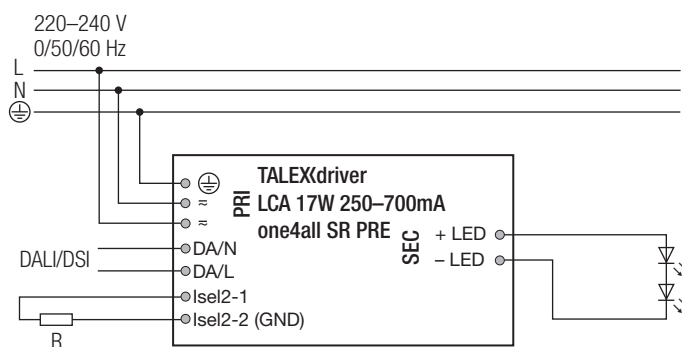 220–240 V
0/50/60 Hz
L
N
TALEXXdriver
LCA 17W 250–700mA
one4all SR PRE
PRI
SEC
≂
≂
+ LED
– LED
DALI/DSI
DA/N
DA/L
Isel2-1
Isel2-2 (GND)
R